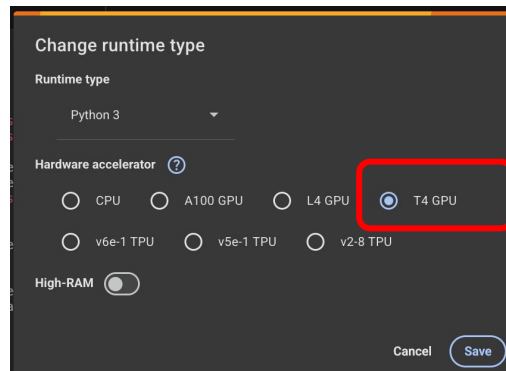 Change runtime type
Runtime type
Python 3
Hardware accelerator ?
CPU A100 GPU L4 GPU T4 GPU
v6e-1 TPU v5e-1 TPU v2-8 TPU
High-RAM
Cancel Save